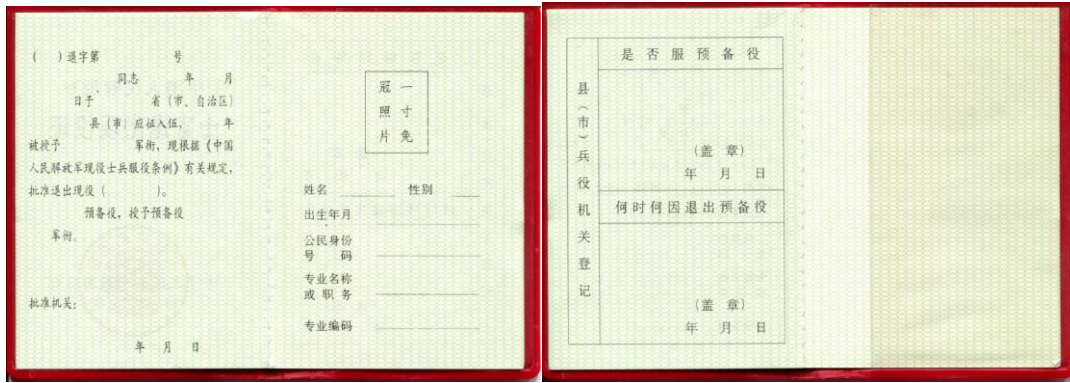 ( )退字第 号
同志 年 月
日于 省(市、自治区)
县(市)应征入伍, 年
被授予 军衔,现根据《中国
人民解放军现役士兵服役条例》有关规定,
批准退出现役( )。
预备役,授予预备役
军衔。
批准机关:
年 月 日
一寸免
冠照片
姓名 性别
出生年月
公民身份
号 码
专业名称
或 职 务
专业编码
县(市)兵役机关登记
是 否 服 预 备 役
(盖 章)
年 月 日
何时何因退出预备役
(盖 章)
年 月 日